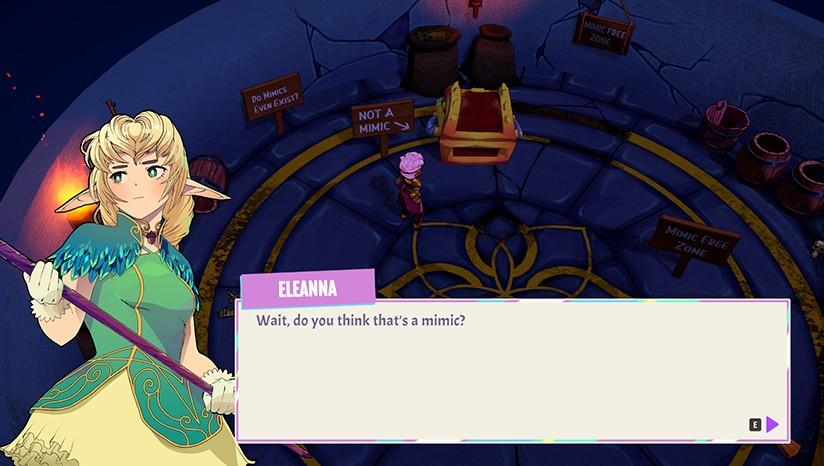 MIMIC FREE
ZONE
DO MIMICS
EVEN EXIST?
NOT A
MIMIC
MIMIC FREE
ZONE
ELEANNA
Wait, do you think that's a mimic?
E